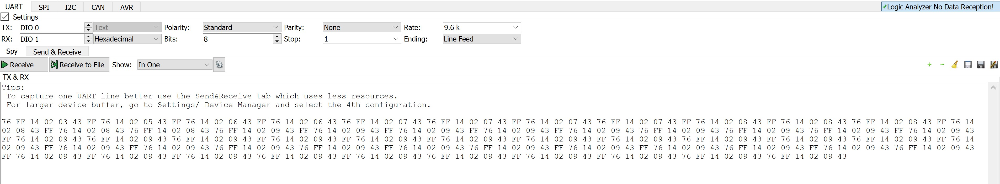 UART SPI I2C CAN AVR Logic Analyzer No Data Reception!
Settings
TX: DIO 0 Text Polarity: Standard Parity: None Rate: 9.6 k
RX: DIO 1 Hexadecimal Bits: 8 Stop: 1 Ending: Line Feed
Spy Send & Receive
Receive 1 Receive to File Show: In One
TX & RX
Tips:
To capture one UART line better use the Send&Receive tab which uses less resources.
For larger device buffer, go to Settings/ Device Manager and select the 4th configuration.
76 FF 14 02 03 43 FF 76 14 02 05 43 FF 76 14 02 06 43 FF 76 14 02 06 43 76 FF 14 02 07 43 76 FF 14 02 07 43 FF 76 14 02 07 43 76 FF 14 02 07 43 FF 76 14 02 08 43 FF 76 14 02 08 43 76 FF 14 02 08 43 FF 76 14
02 08 43 FF 76 14 02 08 43 76 FF 14 02 08 43 76 FF 14 02 09 43 FF 76 14 02 09 43 FF 76 14 02 09 43 FF 76 14 02 09 43 FF 76 14 02 09 43 76 FF 14 02 09 43 76 FF 14 02 09 43 FF 76 14 02 09 43 FF 76 14 02 09 43
FF 76 14 02 09 43 76 FF 14 02 09 43 76 FF 14 02 09 43 FF 76 14 02 09 43 FF 76 14 02 09 43 FF 76 14 02 09 43 FF 76 14 02 09 43 FF 76 14 02 09 43 76 FF 14 02 09 43 FF 76 14 02 09 43 76 FF 14 02 09 43 FF 76 14
02 09 43 FF 76 14 02 09 43 FF 76 14 02 09 43 76 FF 14 02 09 43 76 FF 14 02 09 43 FF 76 14 02 09 43 76 FF 14 02 09 43 FF 76 14 02 09 43 FF 76 14 02 09 43 76 FF 14 02 09 43 FF 76 14 02 09 43 76 FF 14 02 09 43
FF 76 14 02 09 43 FF 76 14 02 09 43 FF 76 14 02 09 43 76 FF 14 02 09 43 FF 76 14 02 09 43 76 FF 14 02 09 43 FF 76 14 02 09 43 FF 76 14 02 09 43 76 FF 14 02 09 43 76 FF 14 02 09 43